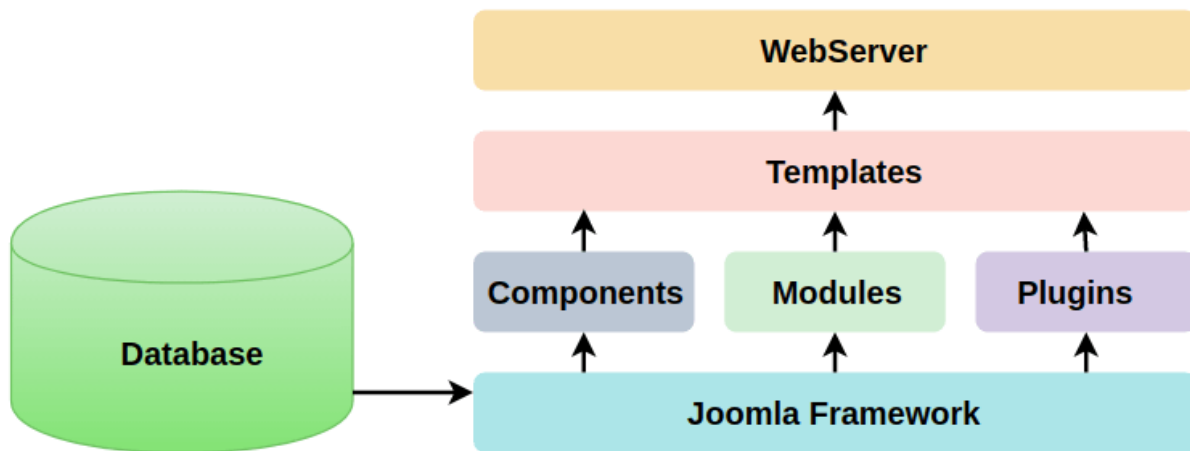 WebServer
Templates
Components
Modules
Plugins
Database
Joomla Framework